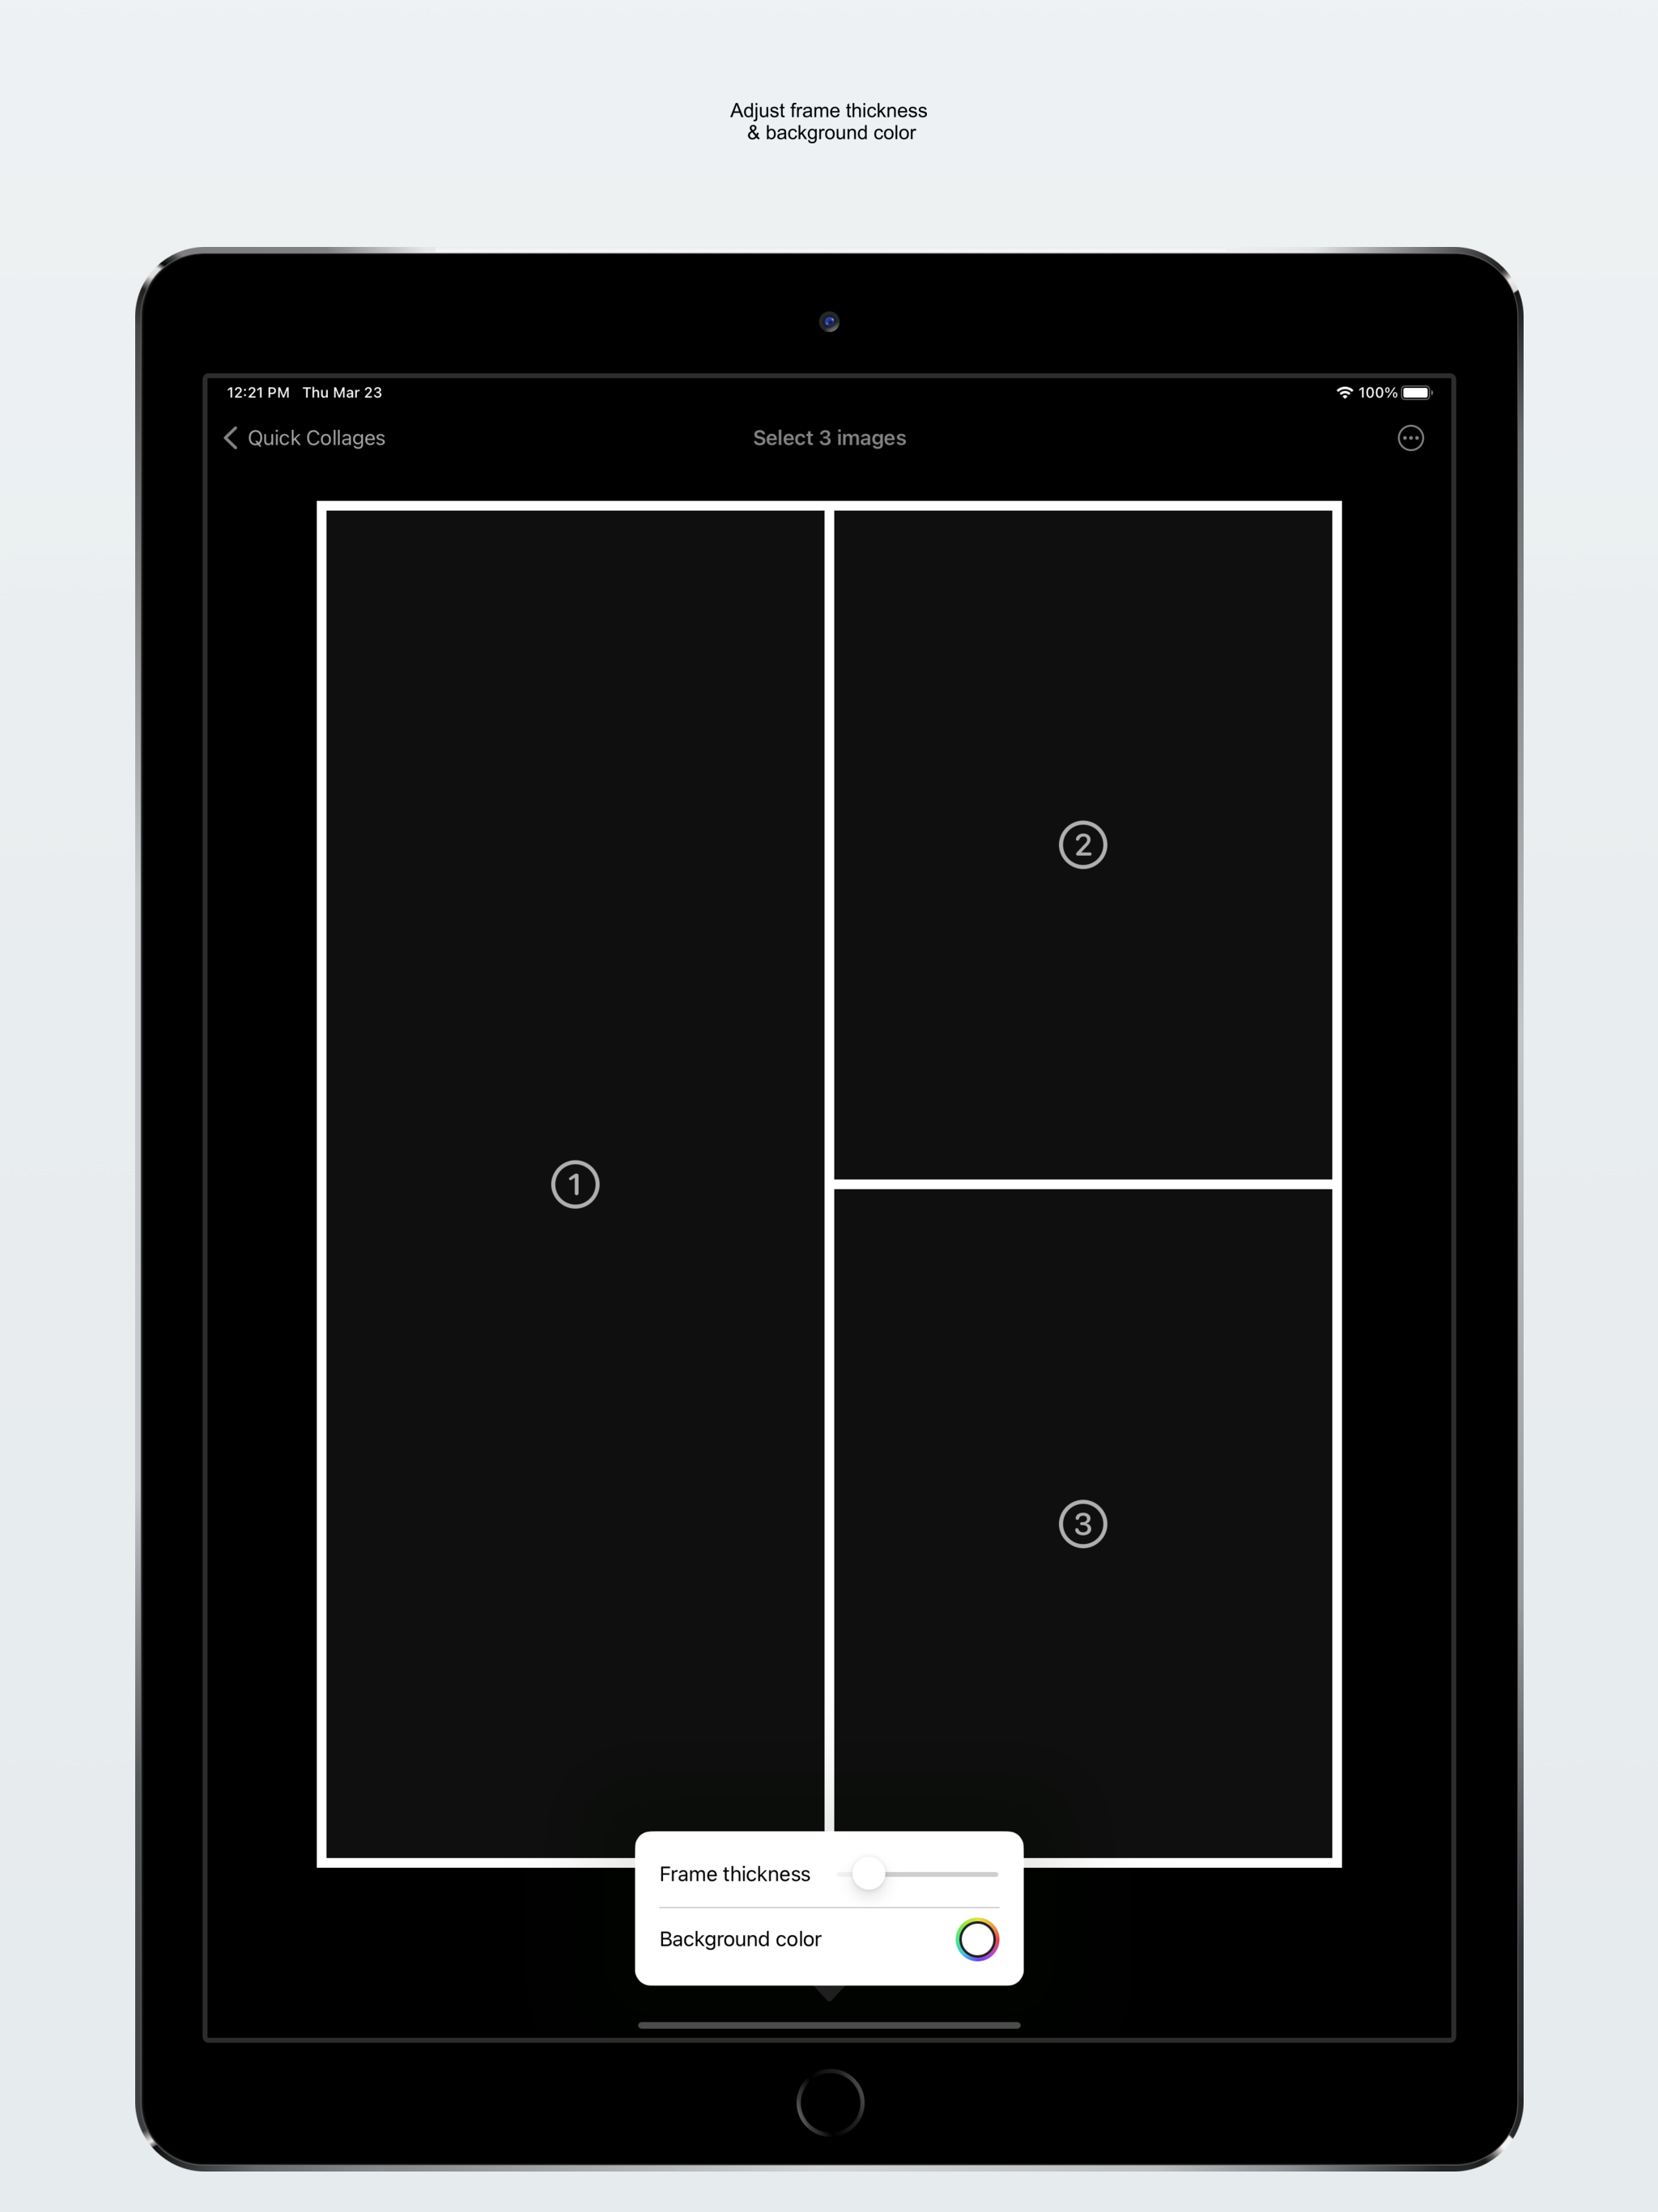 Adjust frame thickness
& background color
12:21 PM Thu Mar 23
100%
Quick Collages
Select 3 images
2
1
3
Frame thickness
Background color